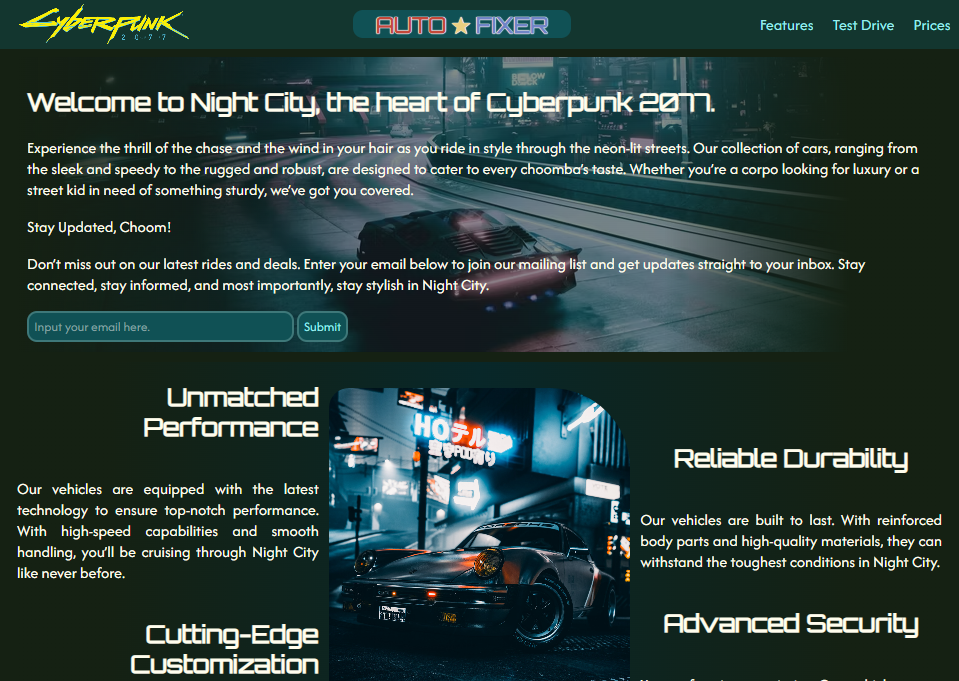 Cyberpunk
2077
AUTO FIXER
Features Test Drive Prices
Welcome to Night City, the heart of Cyberpunk 2077.
Experience the thrill of the chase and the wind in your hair as you ride in style through the neon-lit streets. Our collection of cars, ranging from
the sleek and speedy to the rugged and robust, are designed to cater to every choomba's taste. Whether you're a corpo looking for luxury or a
street kid in need of something sturdy, we've got you covered.
Stay Updated, Choom!
Don't miss out on our latest rides and deals. Enter your email below to join our mailing list and get updates straight to your inbox. Stay
connected, stay informed, and most importantly, stay stylish in Night City.
Input your email here. Submit
Unmatched
Performance
Our vehicles are equipped with the latest
technology to ensure top-notch performance.
With high-speed capabilities and smooth
handling, you'll be cruising through Night City
like never before.
Cutting-Edge
Customization
HOテル
Reliable Durability
Our vehicles are built to last. With reinforced
body parts and high-quality materials, they can
withstand the toughest conditions in Night City.
Advanced Security